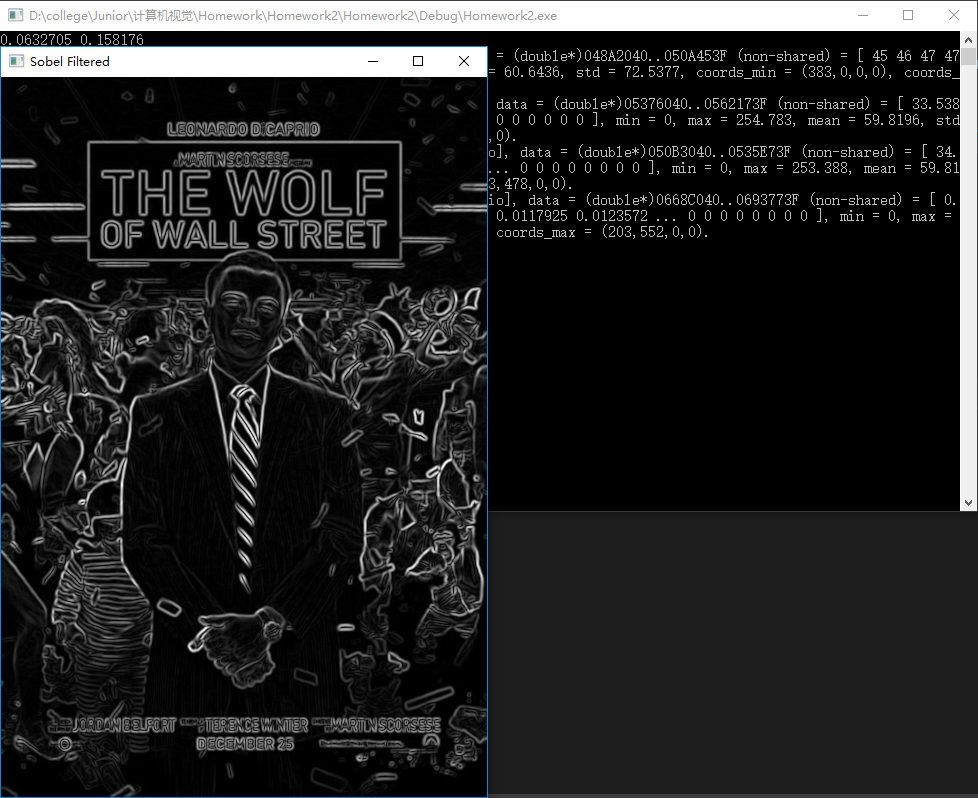 D:\college\Junior\计算机视觉\Homework\Homework2\Homework2\Debug\Homework2.exe
0.0632705 0.158176
Sobel Filtered
= (double*)048A2040..050A453F (non-shared) = [ 45 46 47 47
= 60.6436, std = 72.5377, coords_min = (383,0,0,0), coords_
data = (double*)05376040..0562173F (non-shared) = [ 33.538
0 0 0 0 0 0 ], min = 0, max = 254.783, mean = 59.8196, std
,0).
o], data = (double*)050B3040..0535E73F (non-shared) = [ 34.
... 0 0 0 0 0 0 0 0 ], min = 0, max = 253.388, mean = 59.81
3,478,0,0).
io], data = (double*)0668C040..0693773F (non-shared) = [ 0.
0.0117925 0.0123572 ... 0 0 0 0 0 0 0 0 ], min = 0, max =
coords_max = (203,552,0,0).
LEONARDO DiCAPRIO
MARTIN SCORSESE
THE WOLF
OF WALL STREET
JORDAN BELFORT TERENCE WINTER MARTIN SCORSESE
DECEMBER 25